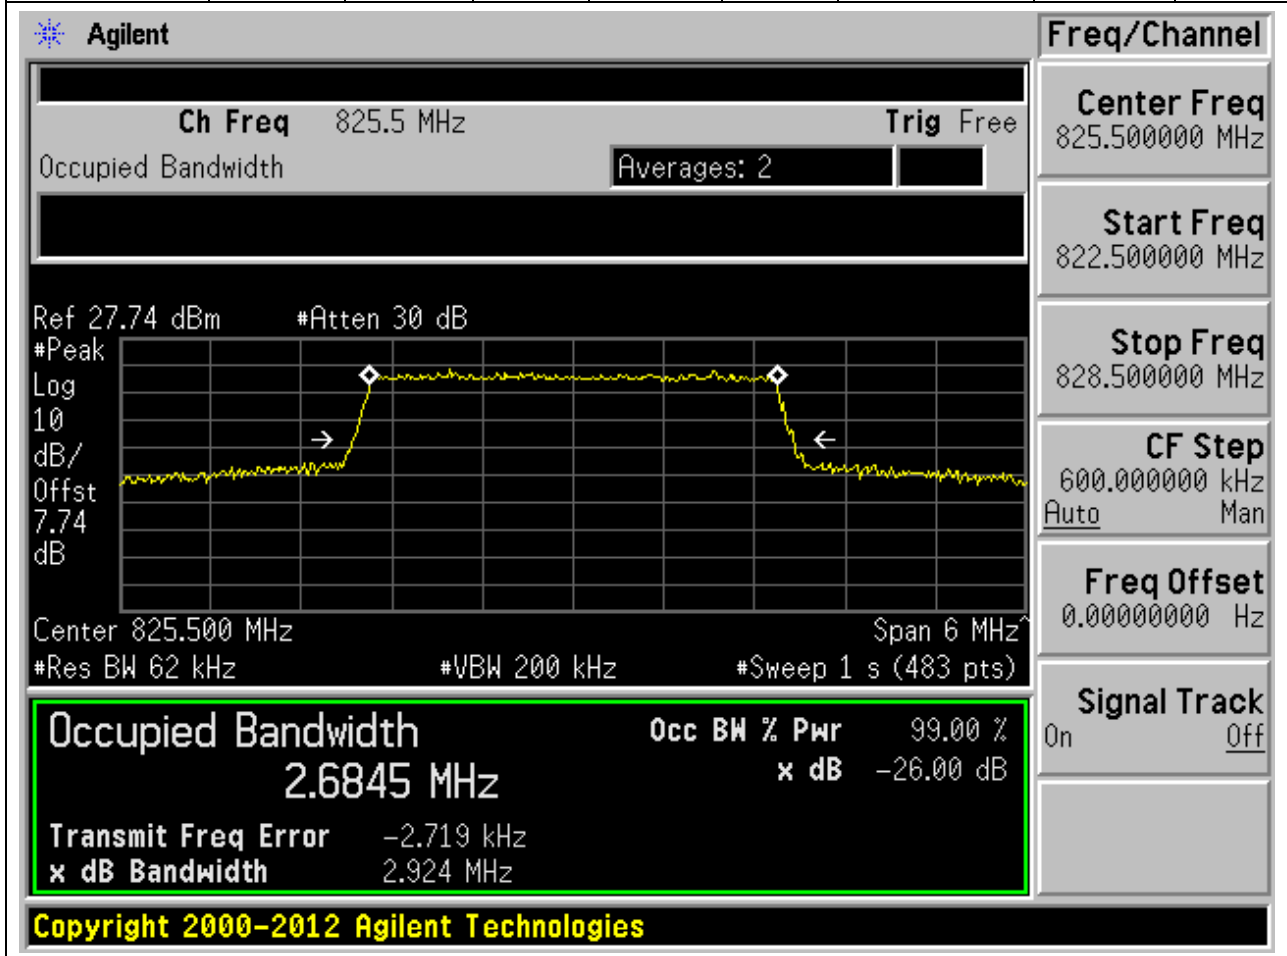 Agilent
Freq/Channel
Ch Freq 825.5 MHz Trig Free
Occupied Bandwidth Averages: 2
Center Freq
825.500000 MHz
Start Freq
822.500000 MHz
Stop Freq
828.500000 MHz
CF Step
600.000000 kHz
Auto Man
Freq Offset
0.00000000 Hz
Signal Track
On Off
Ref 27.74 dBm #Atten 30 dB
#Peak
Log
10
dB/
Offst
7.74
dB
Center 825.500 MHz Span 6 MHz^
#Res BW 62 kHz #VBW 200 kHz #Sweep 1 s (483 pts)
Occupied Bandwidth Occ BW % Pwr 99.00 %
2.6845 MHz x dB -26.00 dB
Transmit Freq Error -2.719 kHz
x dB Bandwidth 2.924 MHz
Copyright 2000-2012 Agilent Technologies